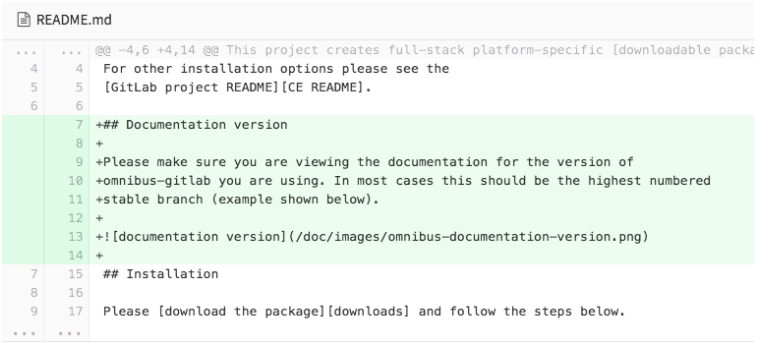 README.md
... ... @@ -4,6 +4,14 @@ This project creates full-stack platform-specific [downloadable packa
4 4 For other installation options please see the
5 5 [GitLab project README][CE README].
6 6
7 +## Documentation version
8 +
9 +Please make sure you are viewing the documentation for the version of
10 +omnibus-gitlab you are using. In most cases this should be the highest numbered
11 +stable branch (example shown below).
12 +
13 +![documentation version](/doc/images/omnibus-documentation-version.png)
14 +
7 15 ## Installation
8 16
9 17 Please [download the package][downloads] and follow the steps below.
... ...